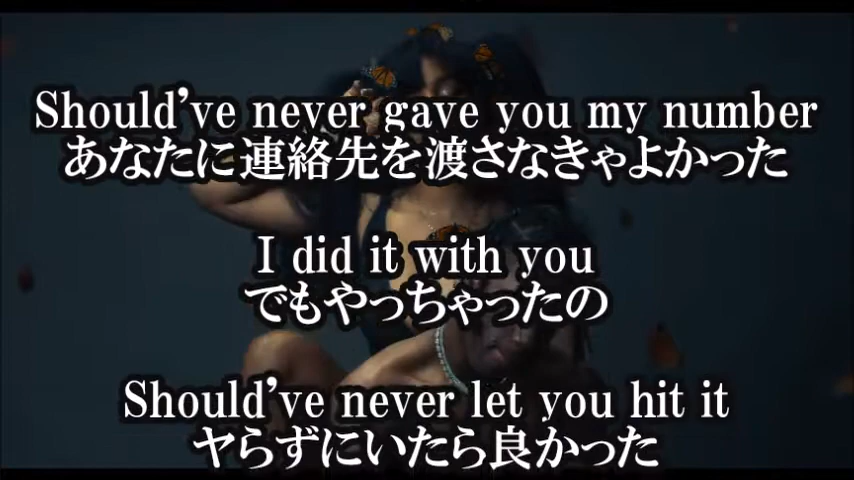 Should've never gave you my number
あなたに連絡先を渡さなきゃよかった
I did it with you
でもやっちゃったの
Should've never let you hit it
ヤらずにいたら良かった